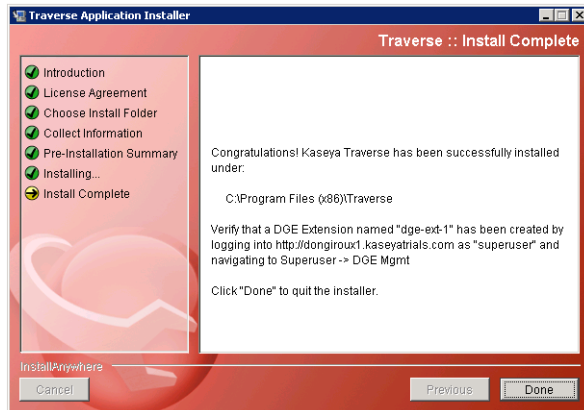 Traverse Application Installer
Traverse :: Install Complete
Introduction
License Agreement
Choose Install Folder
Collect Information
Pre-Installation Summary
Installing...
Install Complete
Congratulations! Kaseya Traverse has been successfully installed
under:
C:\Program Files (x86)\Traverse
Verify that a DGE Extension named "dge-ext-1" has been created by
logging into http://dongiroux1.kaseyatrials.com as "superuser" and
navigating to Superuser -> DGE Mgmt
Click "Done" to quit the installer.
InstallAnywhere
Cancel
Previous
Done